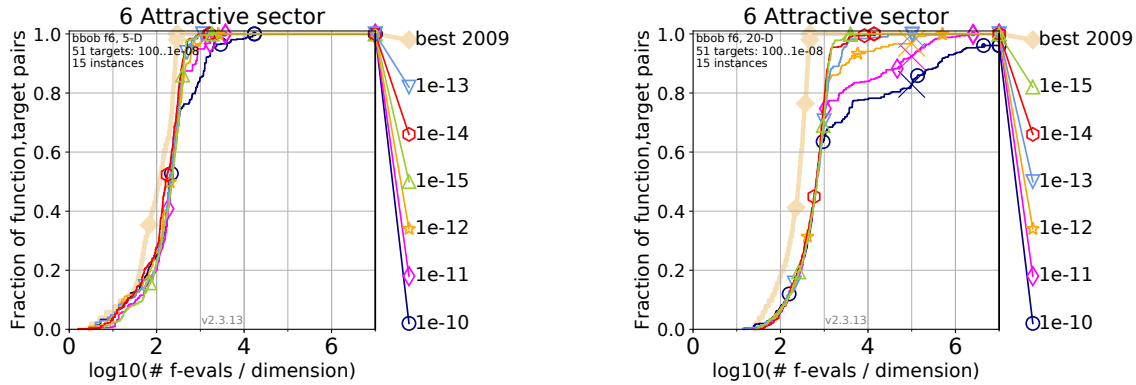 6 Attractive sector
bbob f6, 5-D
51 targets: 100..1e-08
15 instances
Fraction of function,target pairs
1.0
0.8
0.6
0.4
0.2
0.0
0
2
4
6
log10(# f-evals / dimension)
v2.3.13
best 2009
1e-13
1e-14
1e-15
1e-12
1e-11
1e-10
6 Attractive sector
bbob f6, 20-D
51 targets: 100..1e-08
15 instances
Fraction of function,target pairs
1.0
0.8
0.6
0.4
0.2
0.0
0
2
4
6
log10(# f-evals / dimension)
v2.3.13
best 2009
1e-15
1e-14
1e-13
1e-12
1e-11
1e-10